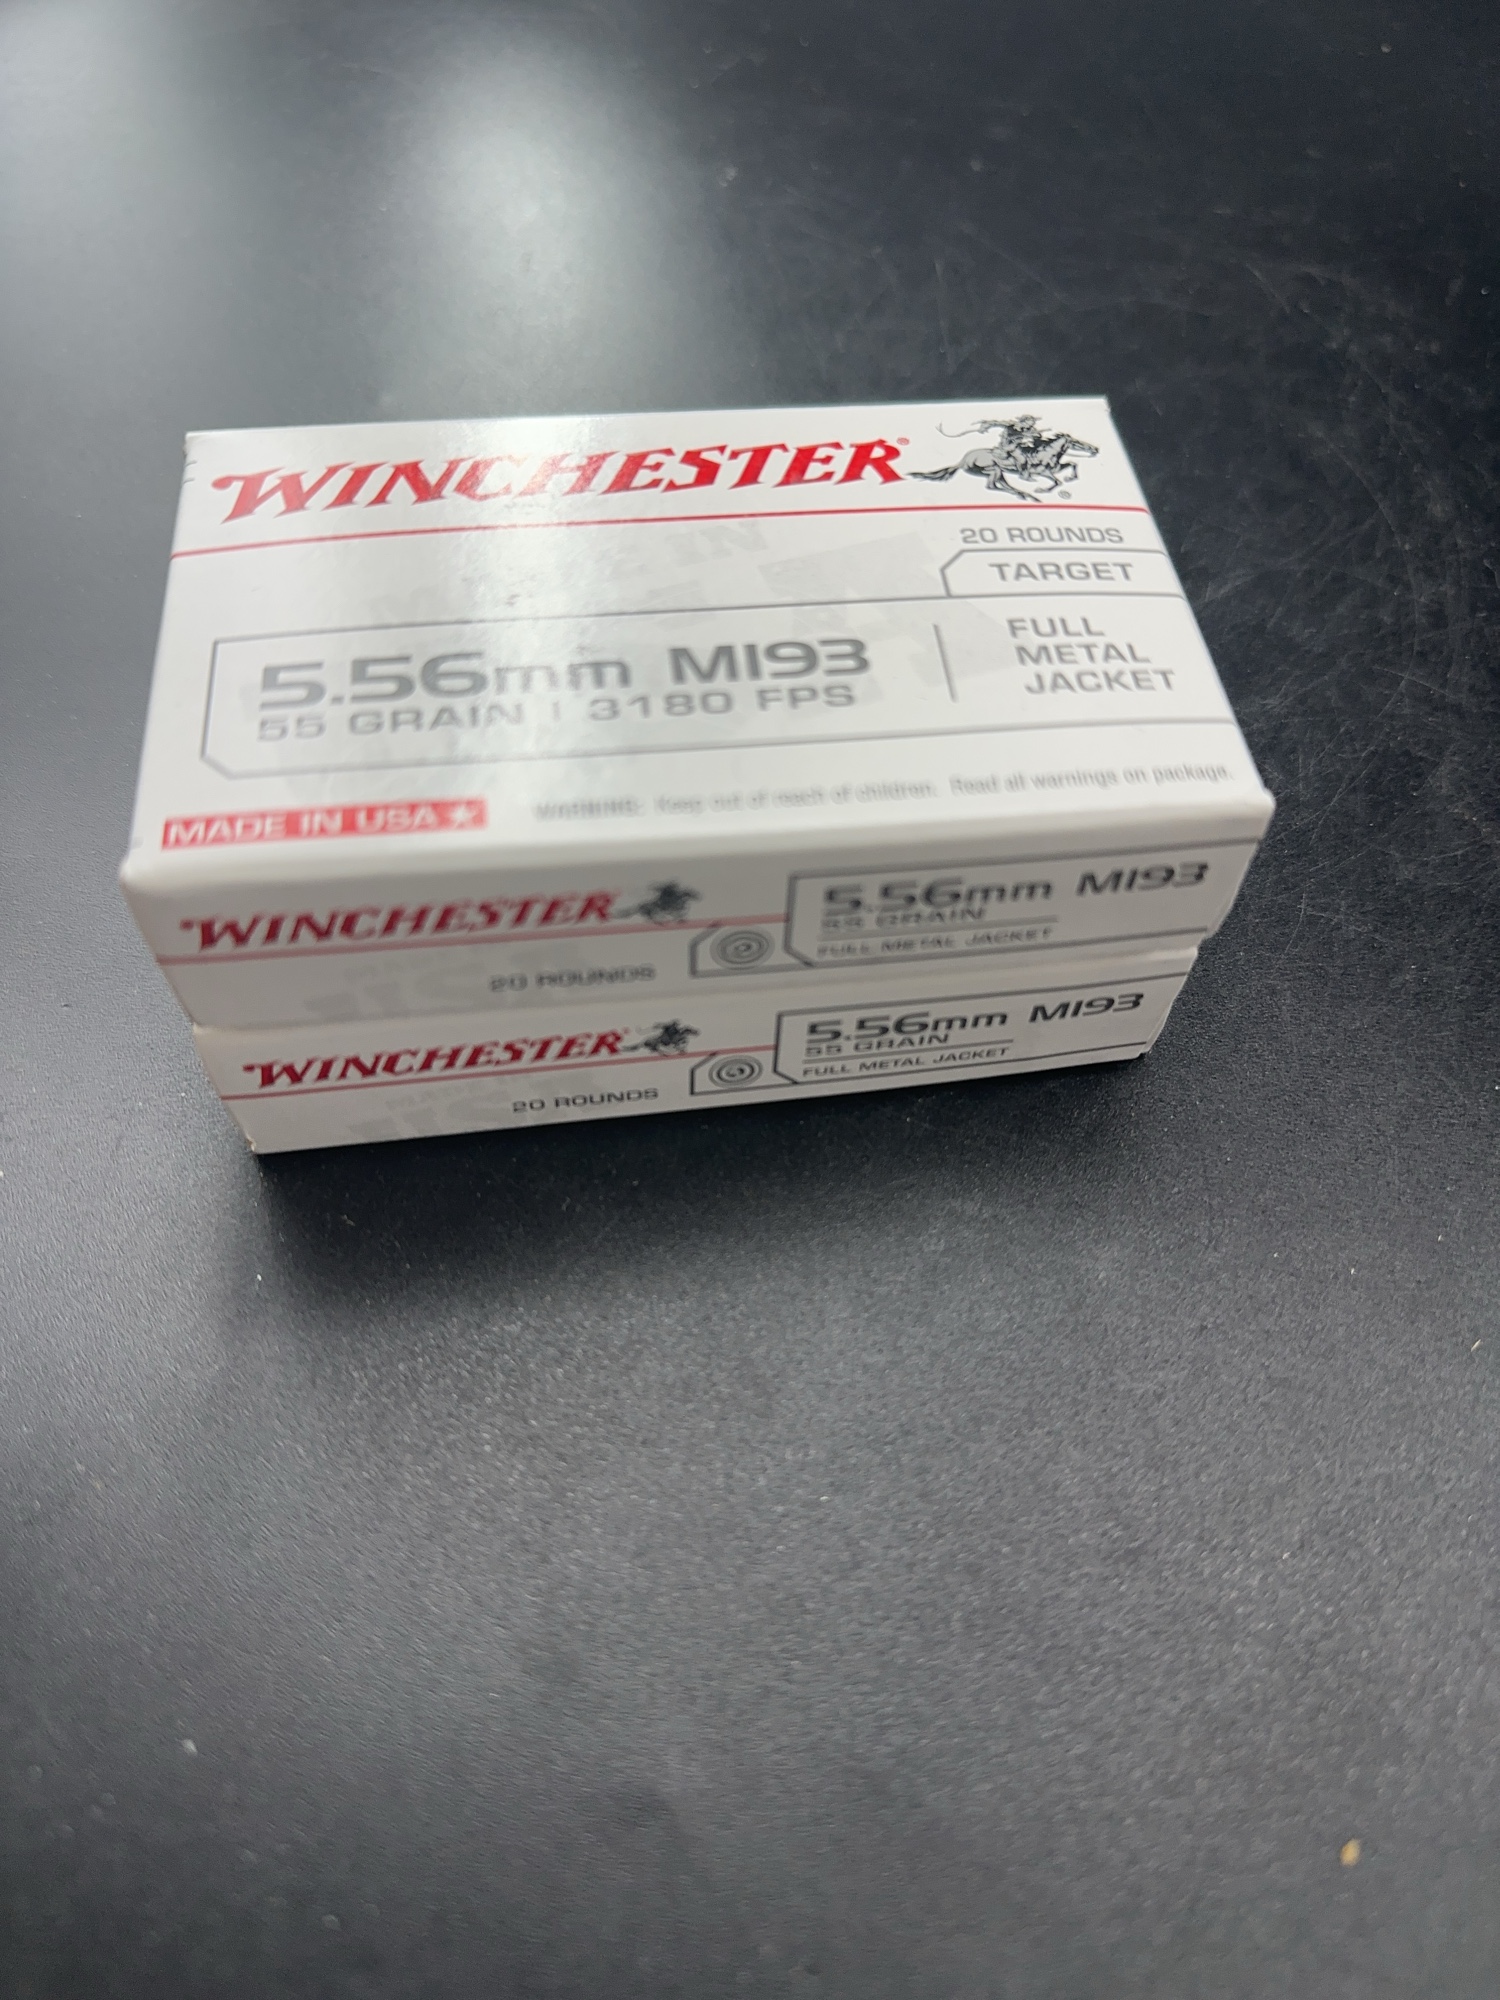 WINCHESTER®
®
20 ROUNDS
TARGET
5.56mm M193
55 GRAIN | 3180 FPS
FULL
METAL
JACKET
MADE IN USA
WARNING: Keep out of reach of children. Read all warnings on package.
WINCHESTER
5.56mm M193
55 GRAIN
FULL METAL JACKET
20 ROUNDS
WINCHESTER
5.56mm M193
55 GRAIN
FULL METAL JACKET
20 ROUNDS